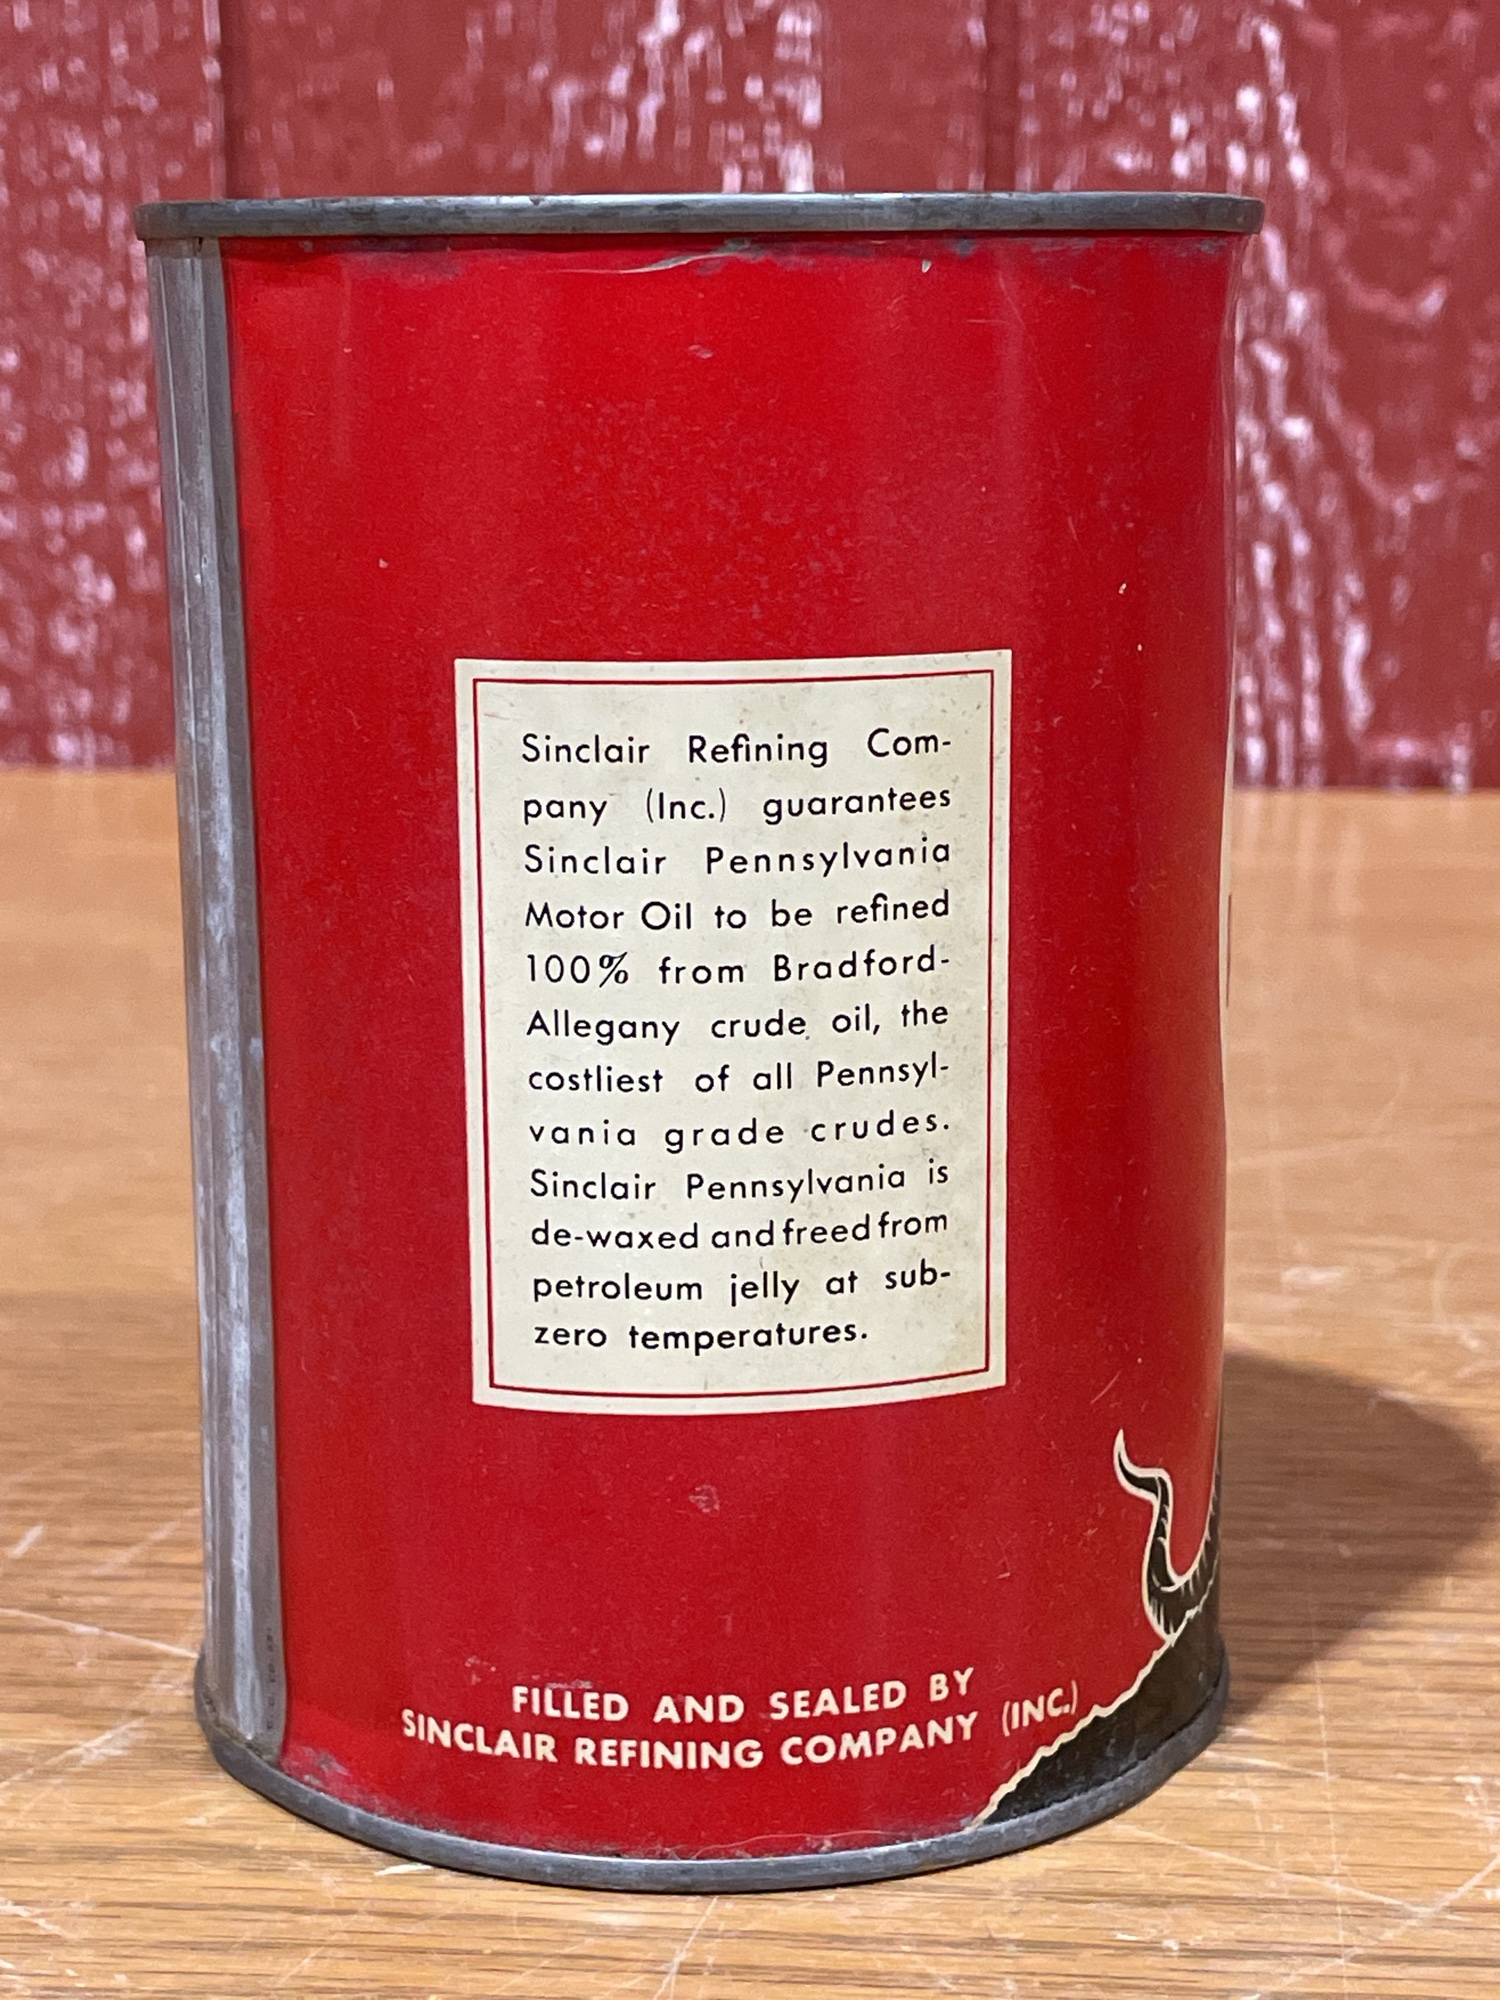 Sinclair Refining Com-
pany (Inc.) guarantees
Sinclair Pennsylvania
Motor Oil to be refined
100% from Bradford-
Allegany crude oil, the
costliest of all Pennsyl-
vania grade crudes.
Sinclair Pennsylvania is
de-waxed and freed from
petroleum jelly at sub-
zero temperatures.
FILLED AND SEALED BY
SINCLAIR REFINING COMPANY (INC.)